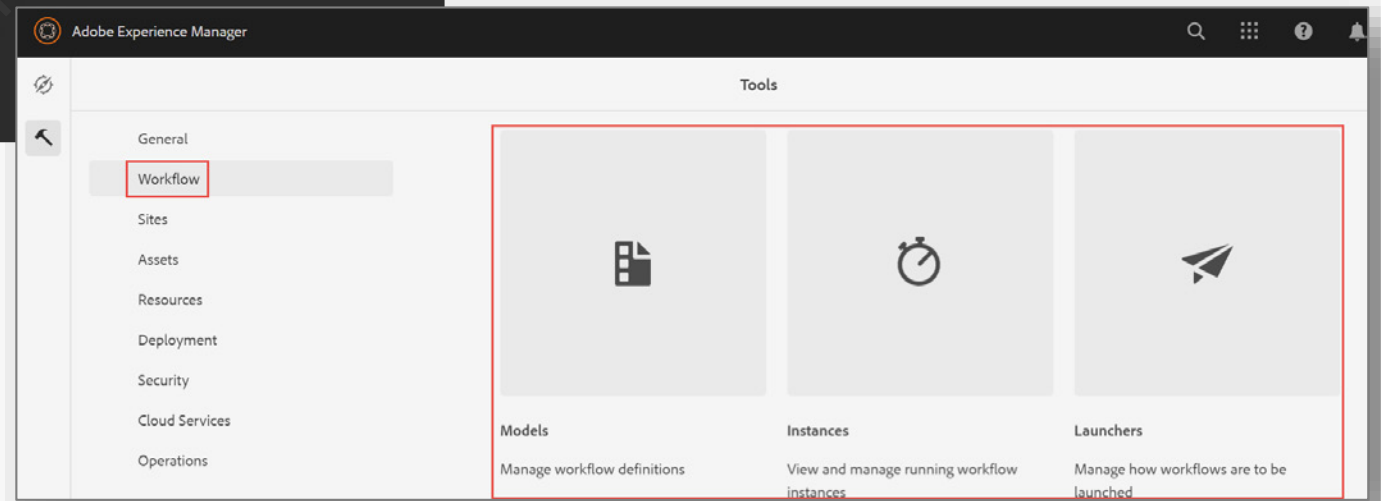 Adobe Experience Manager
Tools
General
Workflow
Sites
Assets
Resources
Deployment
Security
Cloud Services
Operations
Models
Manage workflow definitions
Instances
View and manage running workflow
instances
Launchers
Manage how workflows are to be
launched